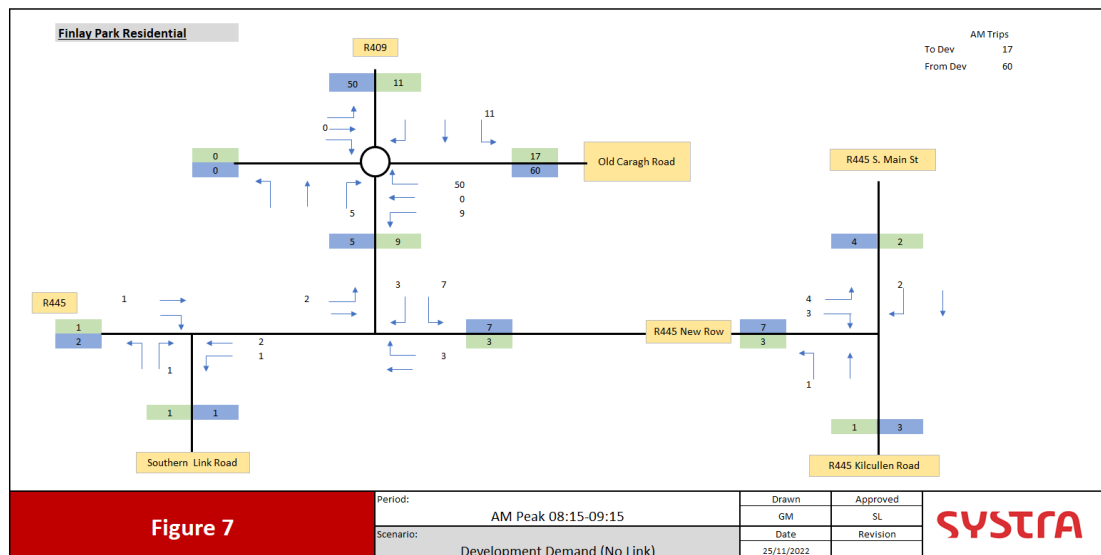 Finlay Park Residential
AM Trips
To Dev 17
From Dev 60
R409
50 11
11
0
0
0
17
60
Old Caragh Road
R445 S. Main St
50
0
9
5
5 9
4 2
R445
1
2
3
7
2
4
3
1
2
7
3
R445 New Row
7
3
2
1
3
1
1
1 1
1 3
Southern Link Road
R445 Kilcullen Road
Figure 7
Period:
AM Peak 08:15-09:15
Scenario:
Development Demand (No Link)
Drawn Approved
GM SL
Date Revision
25/11/2022
SYSTRA